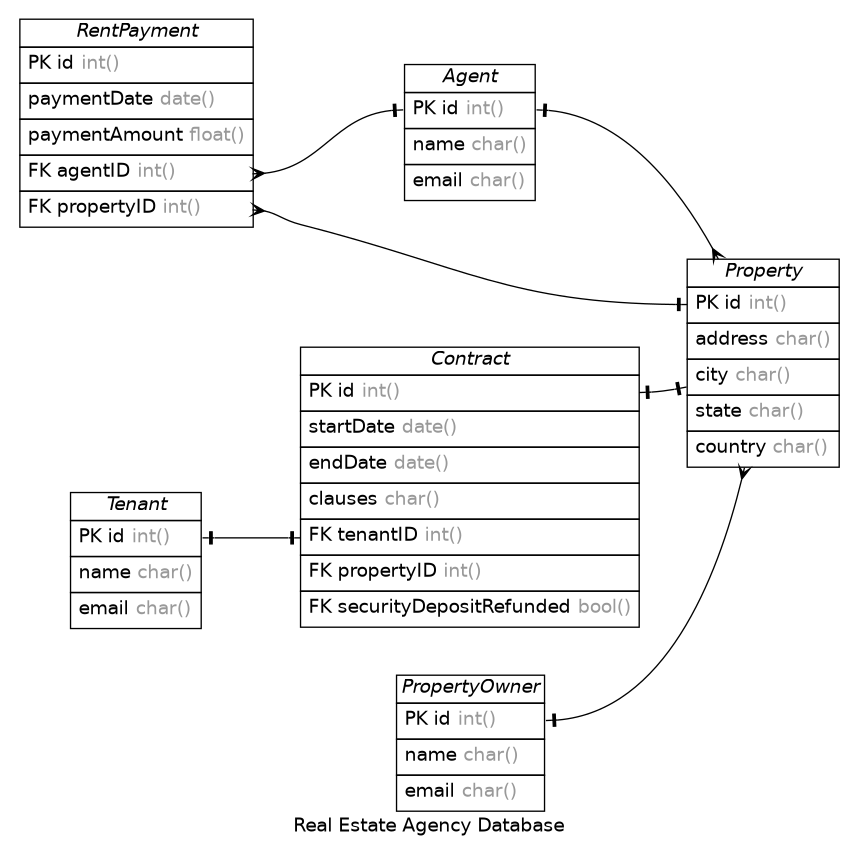 RentPayment
PK id int()
paymentDate date()
paymentAmount float()
FK agentID int()
FK propertyID int()
Agent
PK id int()
name char()
email char()
Property
PK id int()
address char()
city char()
state char()
country char()
Contract
PK id int()
startDate date()
endDate date()
clauses char()
FK tenantID int()
FK propertyID int()
FK securityDepositRefunded bool()
Tenant
PK id int()
name char()
email char()
PropertyOwner
PK id int()
name char()
email char()
Real Estate Agency Database